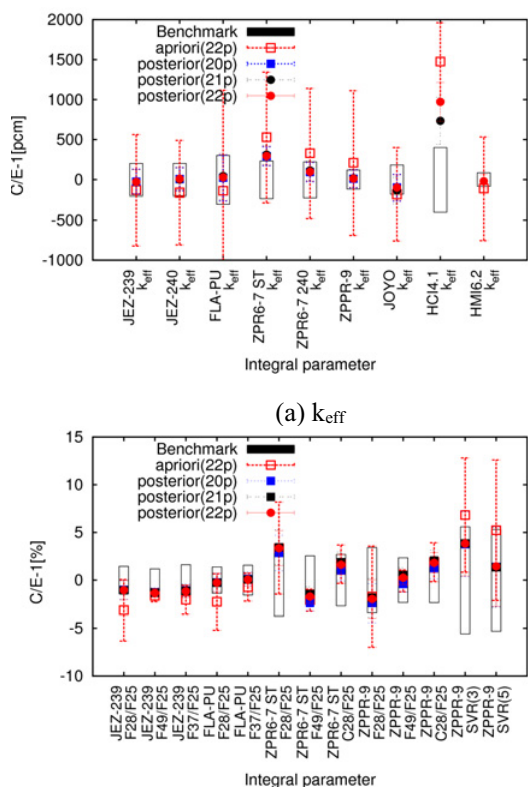 Benchmark
apriori(22p)
posterior(20p)
posterior(21p)
posterior(22p)
C/E-1[pcm]
2000
1500
1000
500
0
-500
-1000
JEZ-239 keff
JEZ-240 keff
FLA-PU keff
ZPR6-7 ST keff
ZPR6-7 240 keff
ZPPR-9 keff
JOYO keff
HCI4.1 keff
HMI6.2 keff
Integral parameter
(a) keff
Benchmark
apriori(22p)
posterior(20p)
posterior(21p)
posterior(22p)
C/E-1[%]
15
10
5
0
-5
-10
JEZ-239 F28/F25
JEZ-239 F49/F25
JEZ-239 F37/F25
FLA-PU F28/F25
FLA-PU F37/F25
ZPR6-7 ST F28/F25
ZPR6-7 ST F49/F25
ZPR6-7 ST C28/F25
ZPPR-9 F28/F25
ZPPR-9 F49/F25
ZPPR-9 C28/F25
ZPPR-9 SVR(3)
ZPPR-9 SVR(5)
Integral parameter